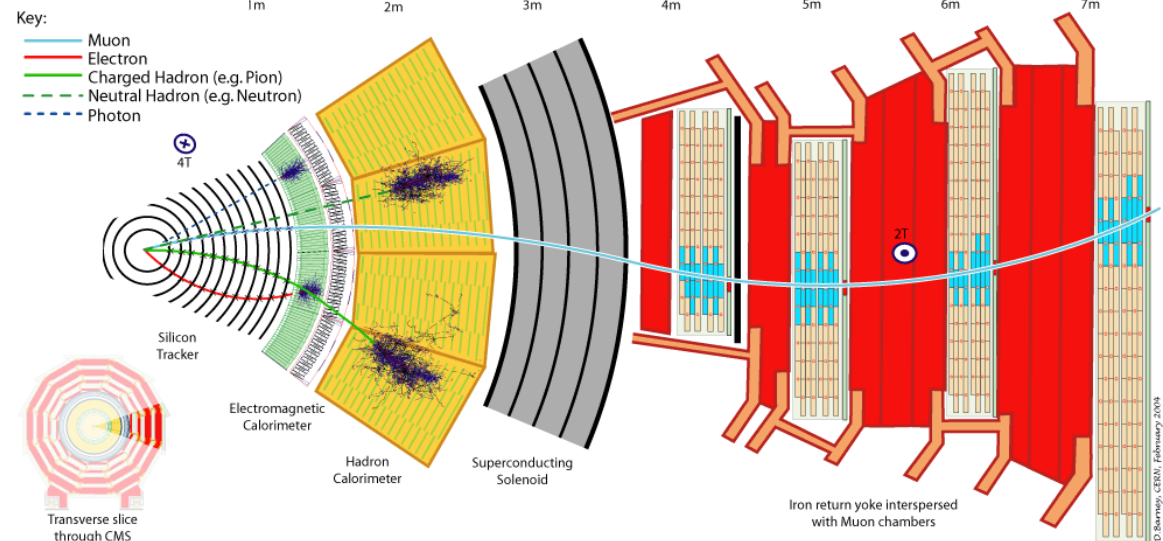 1m 2m 3m 4m 5m 6m 7m
Key:
Muon
Electron
Charged Hadron (e.g. Pion)
Neutral Hadron (e.g. Neutron)
Photon
4T
2T
Silicon
Tracker
Electromagnetic
Calorimeter
Hadron
Calorimeter
Superconducting
Solenoid
Iron return yoke interspersed
with Muon chambers
Transverse slice
through CMS
D.Barney, CERN, February 2004